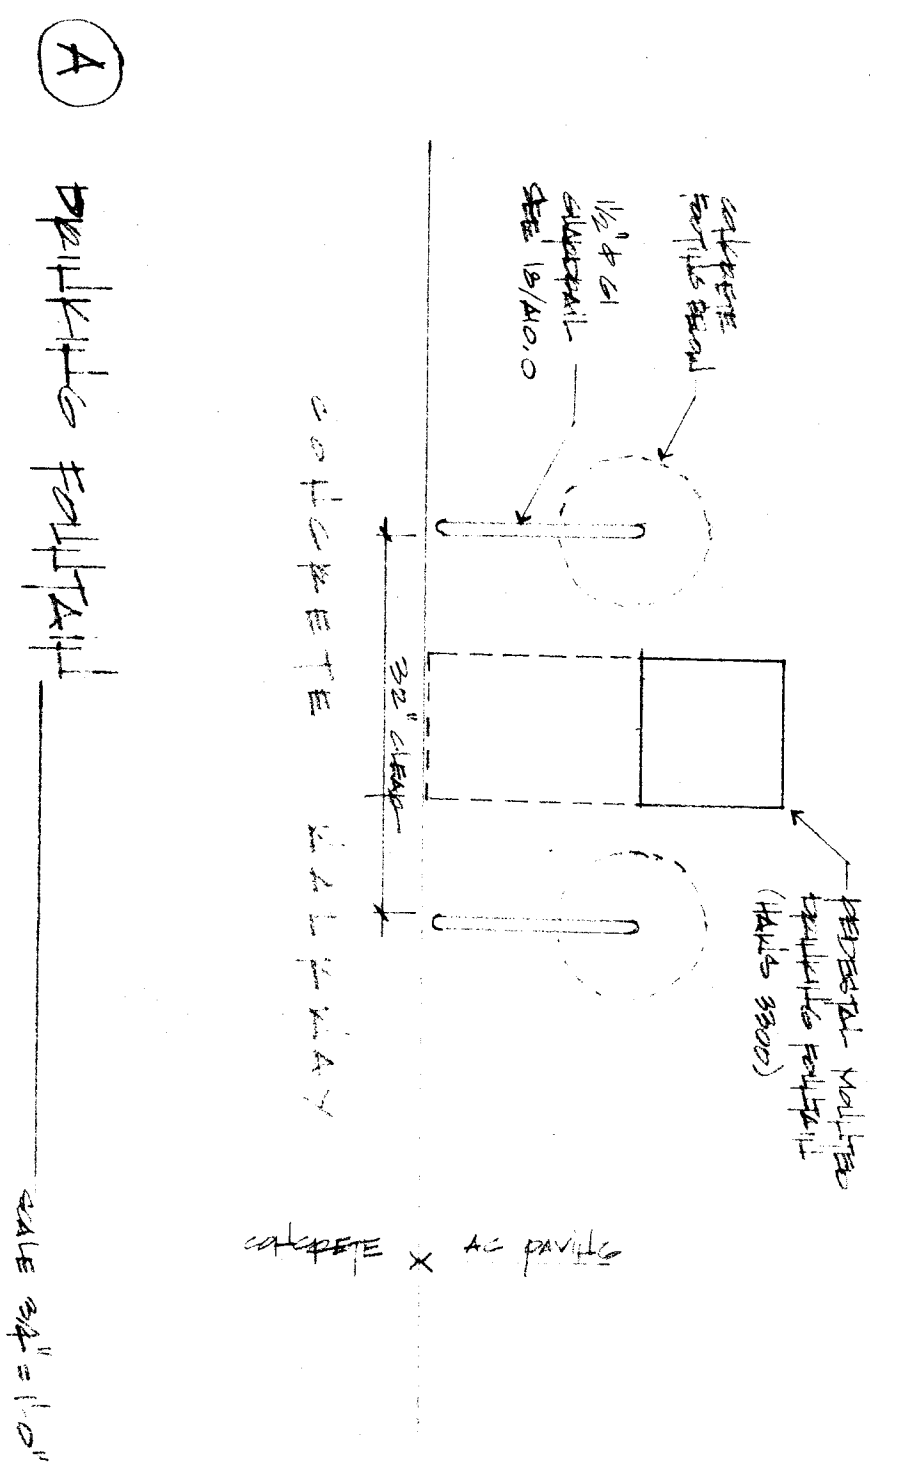 CONCRETE
FOOTING BELOW
1/2" Φ GI
GUARDRAIL
SEE 18/A10.0
PEDESTAL MOUNTED
DRINKING FOUNTAIN
(HAWS 3300)
32" CLEAR
CONCRETE WALKWAY
CONCRETE X AC PAVING
A
DRINKING FOUNTAIN
SCALE 3/4" = 1'-0"